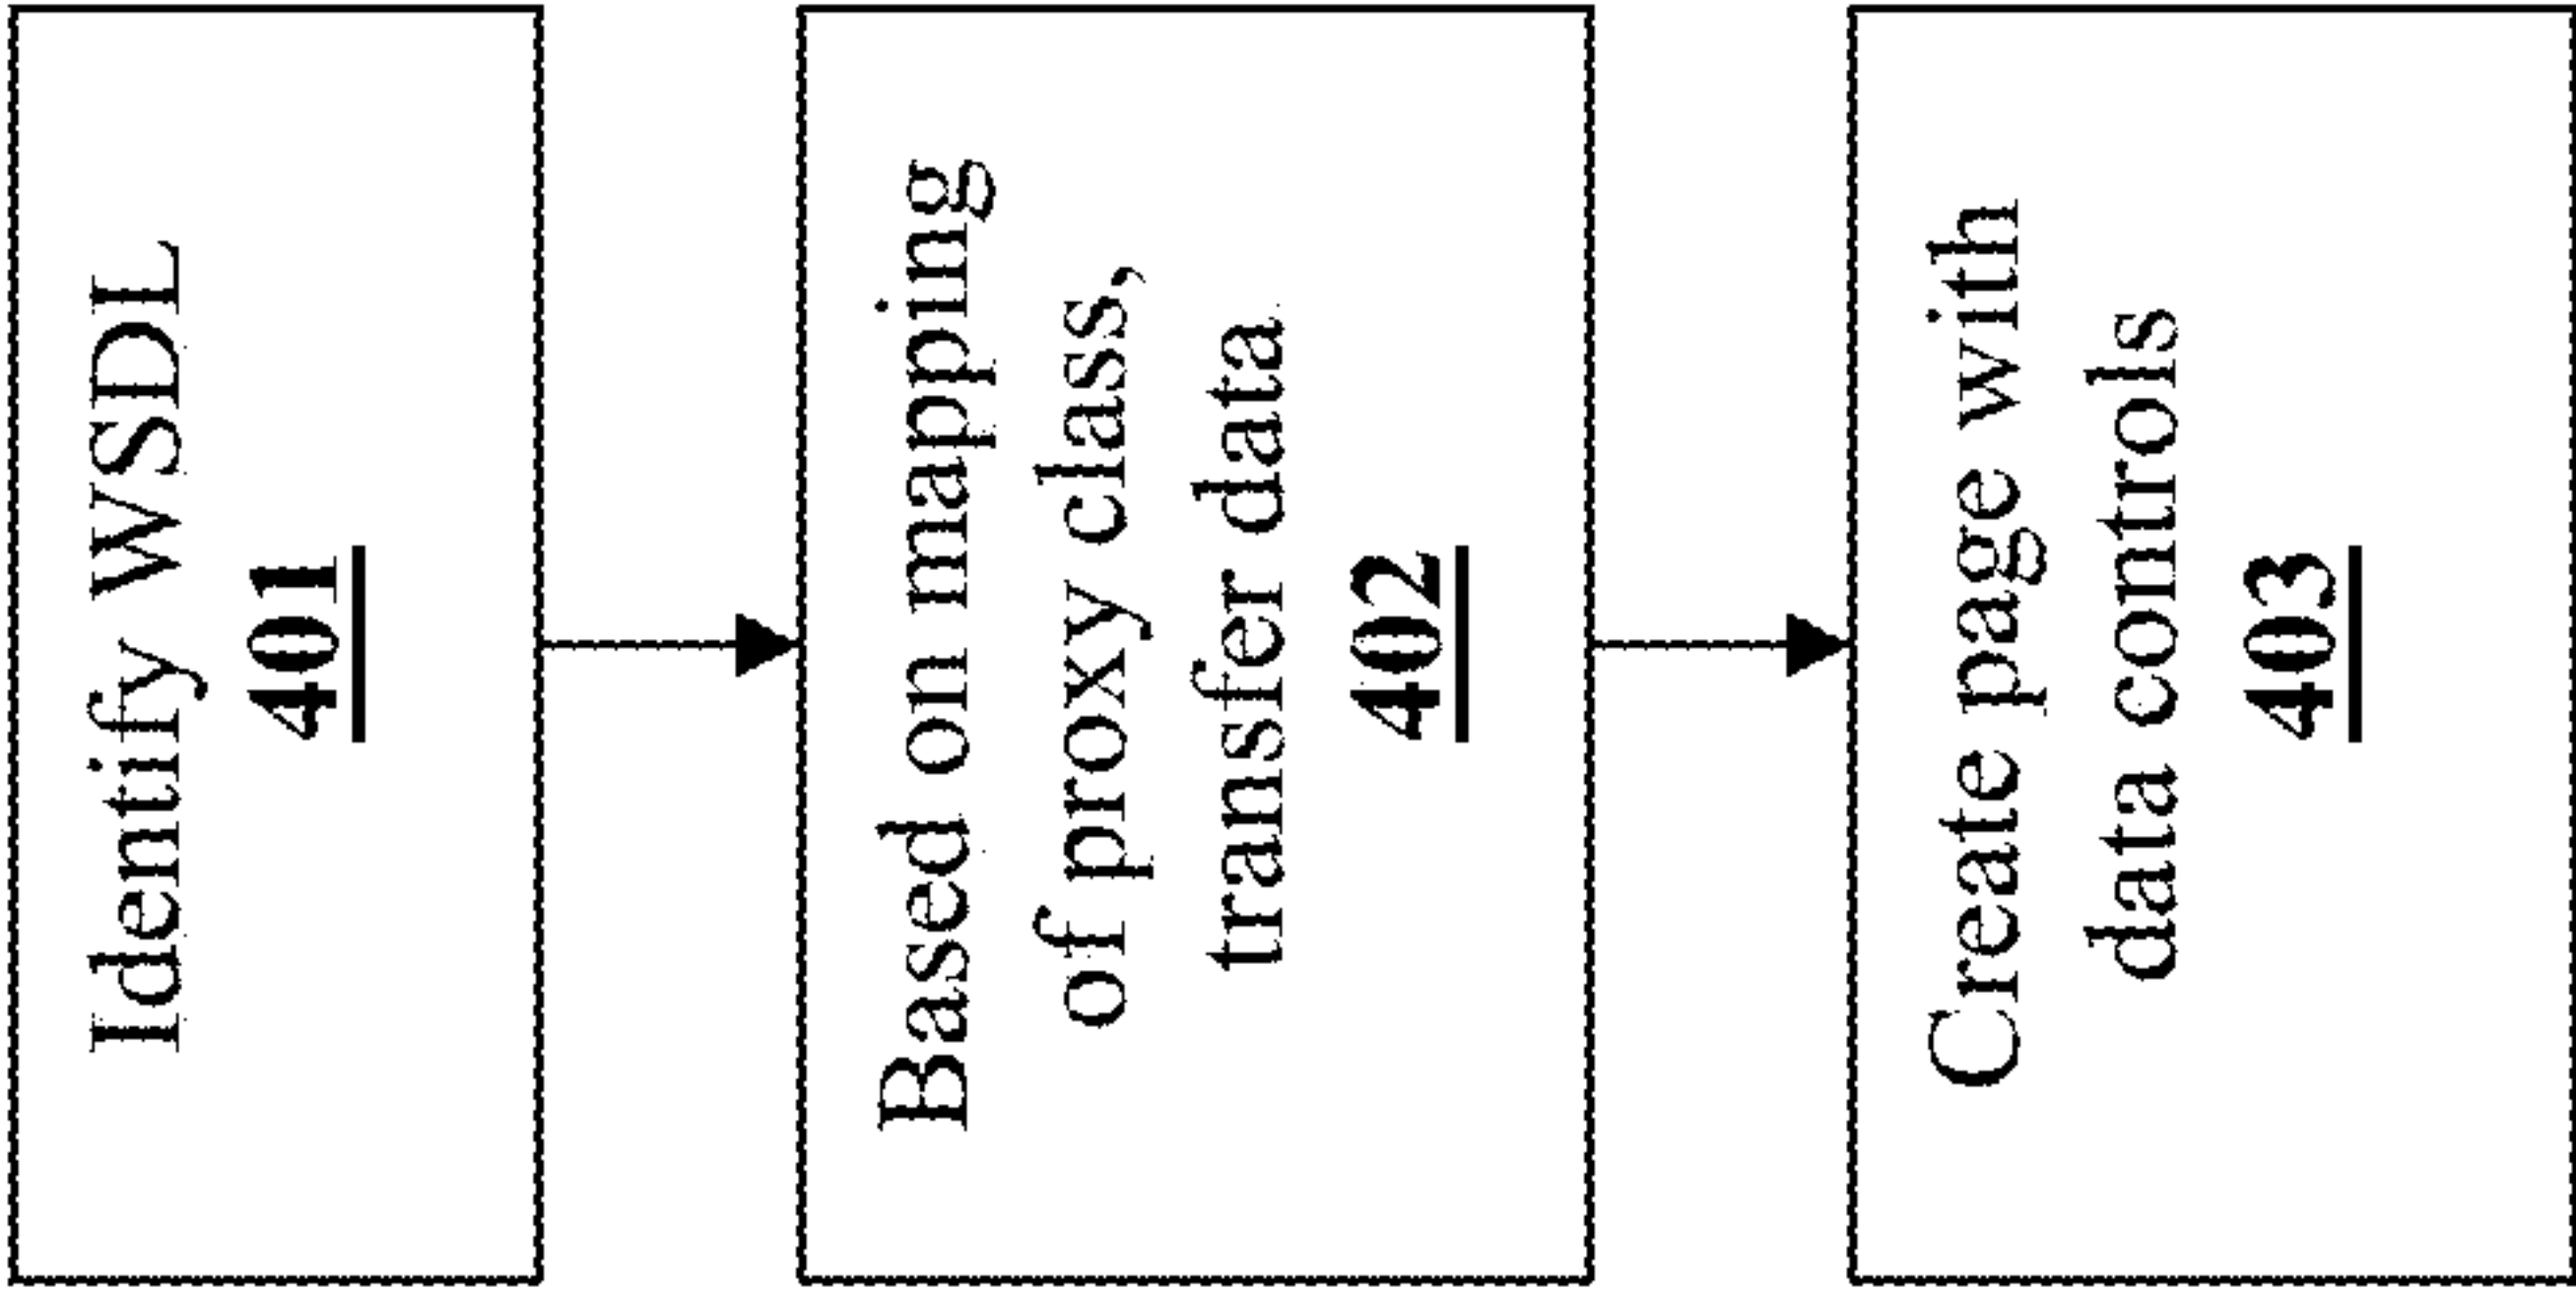 Identify WSDL
401
Based on mapping
of proxy class,
transfer data
402
Create page with
data controls
403